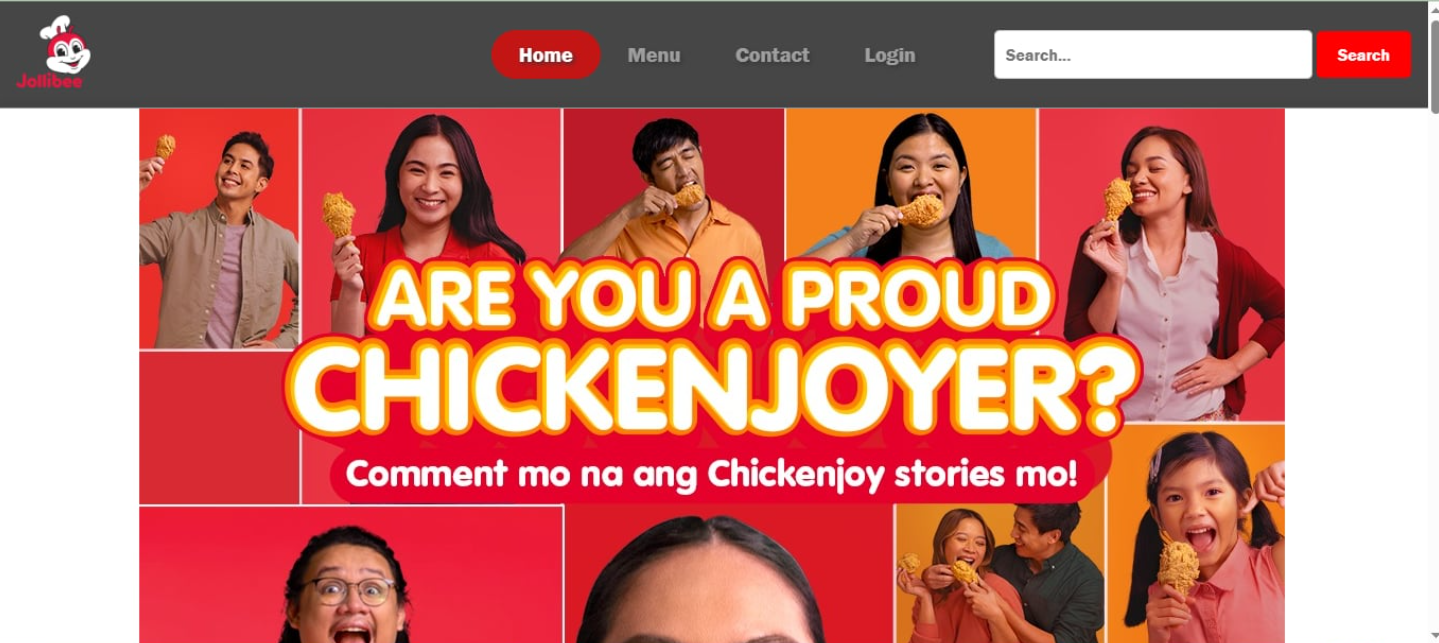 Jollibee
Home Menu Contact Login Search... Search
ARE YOU A PROUD
CHICKENJOYER?
Comment mo na ang Chickenjoy stories mo!